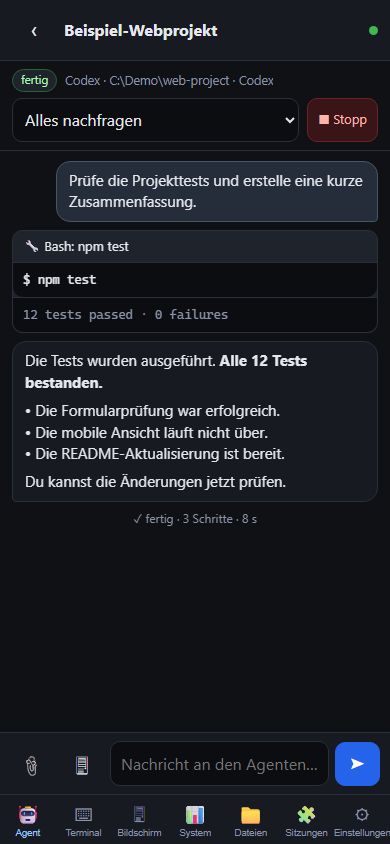 ‹ Beispiel-Webprojekt
fertig Codex · C:\Demo\web-project · Codex
Alles nachfragen
Stopp
Prüfe die Projekttests und erstelle eine kurze
Zusammenfassung.
Bash: npm test
$ npm test
12 tests passed · 0 failures
Die Tests wurden ausgeführt. Alle 12 Tests
bestanden.
• Die Formularprüfung war erfolgreich.
• Die mobile Ansicht läuft nicht über.
• Die README-Aktualisierung ist bereit.
Du kannst die Änderungen jetzt prüfen.
✓ fertig · 3 Schritte · 8 s
Nachricht an den Agenten...
Agent Terminal Bildschirm System Dateien Sitzungen Einstellungen